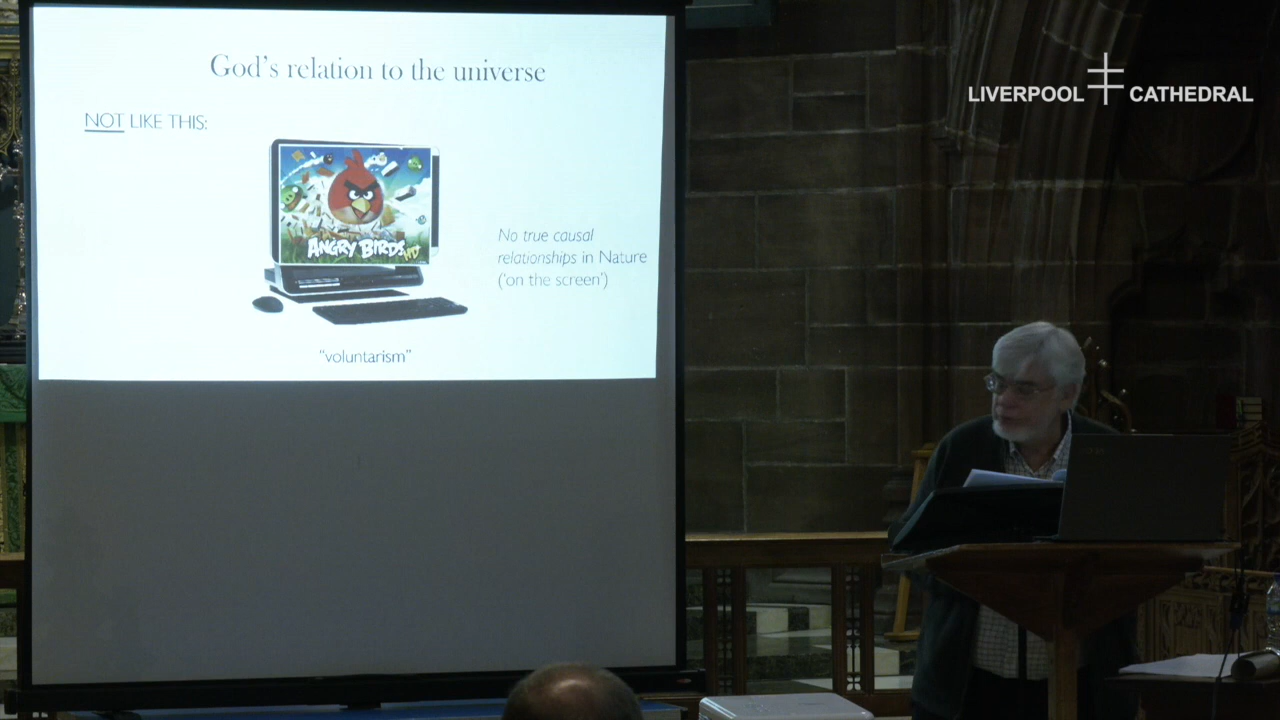 God's relation to the universe
NOT LIKE THIS:
ANGRY BIRDS HD
No true causal
relationships in Nature
('on the screen')
"voluntarism"
LIVERPOOL CATHEDRAL